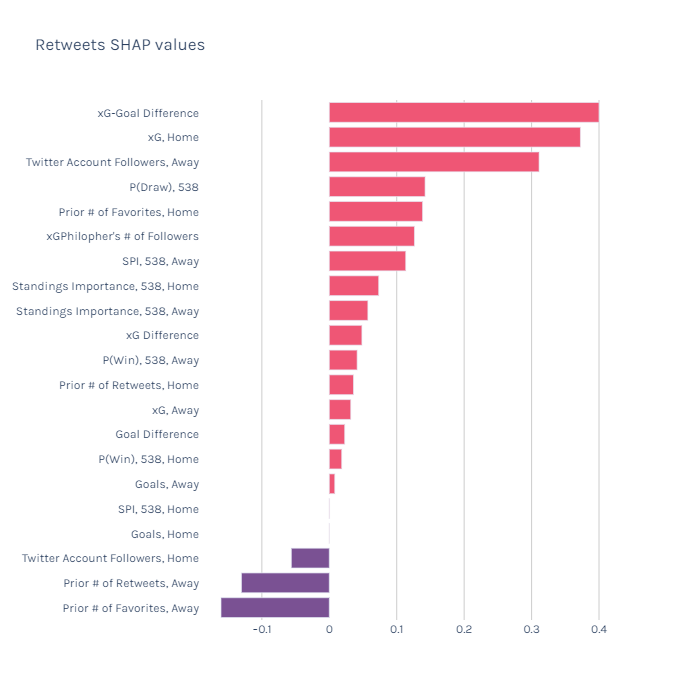 Retweets SHAP values
xG-Goal Difference
xG, Home
Twitter Account Followers, Away
P(Draw), 538
Prior # of Favorites, Home
xGPhilopher's # of Followers
SPI, 538, Away
Standings Importance, 538, Home
Standings Importance, 538, Away
xG Difference
P(Win), 538, Away
Prior # of Retweets, Home
xG, Away
Goal Difference
P(Win), 538, Home
Goals, Away
SPI, 538, Home
Goals, Home
Twitter Account Followers, Home
Prior # of Retweets, Away
Prior # of Favorites, Away
−0.1 0 0.1 0.2 0.3 0.4